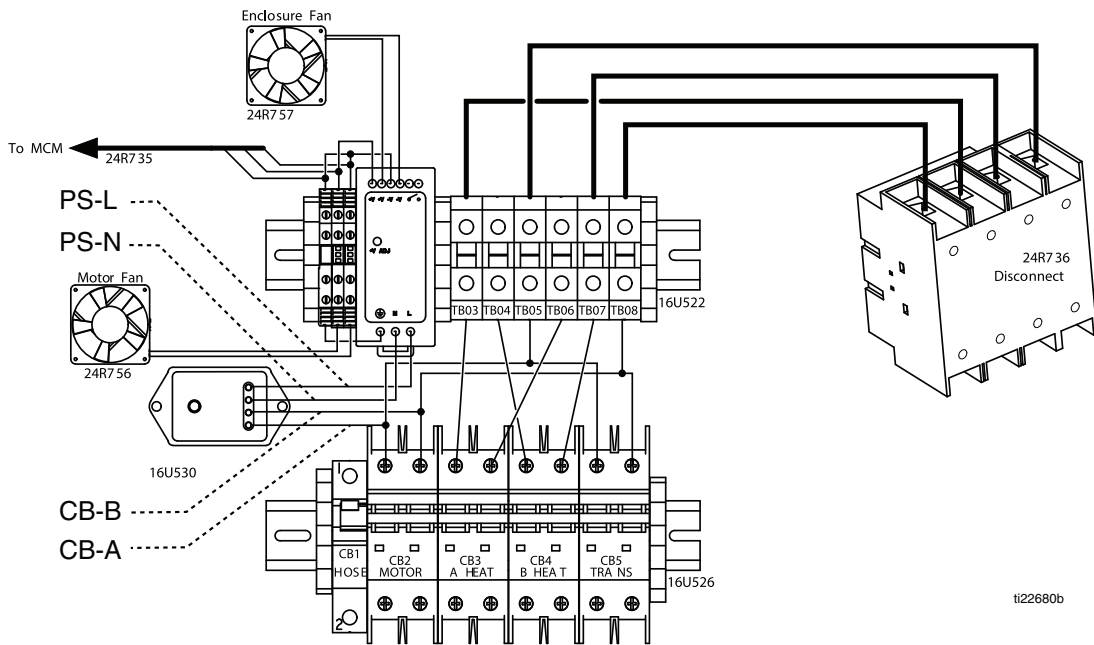 Enclosure Fan
24R757
To MCM
24R735
PS-L
PS-N
Motor Fan
24R756
ADJ
N L
TB03 TB04 TB05 TB06 TB07 TB08
16U522
24R736
Disconnect
16U530
CB-B
CB-A
1
2
CB1
HOSE
CB2
MOTOR
CB3
A HEAT
CB4
B HEAT
CB5
TRANS
16U526
ti22680b